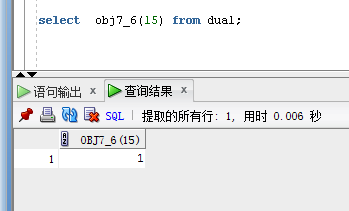 select obj7_6(15) from dual;
语句输出 x 查询结果 x
SQL | 提取的所有行: 1, 用时 0.006 秒
OBJ7_6(15)
1 1